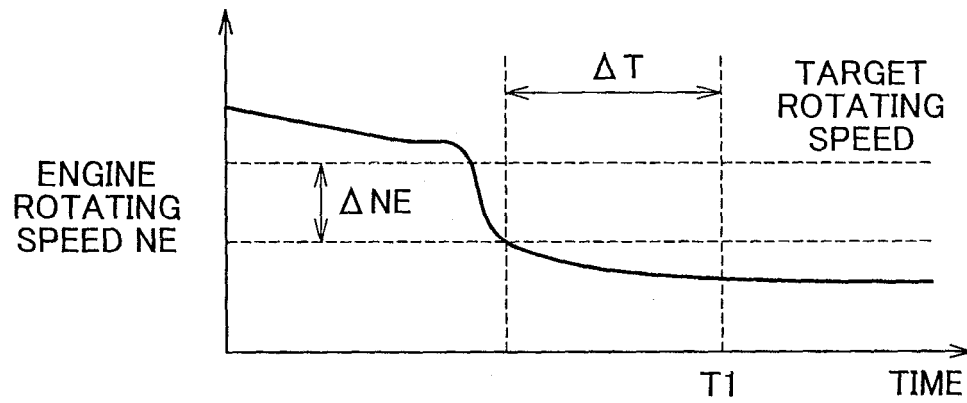 ΔT
TARGET
ROTATING
SPEED
ENGINE
ROTATING
SPEED NE
ΔNE
T1
TIME